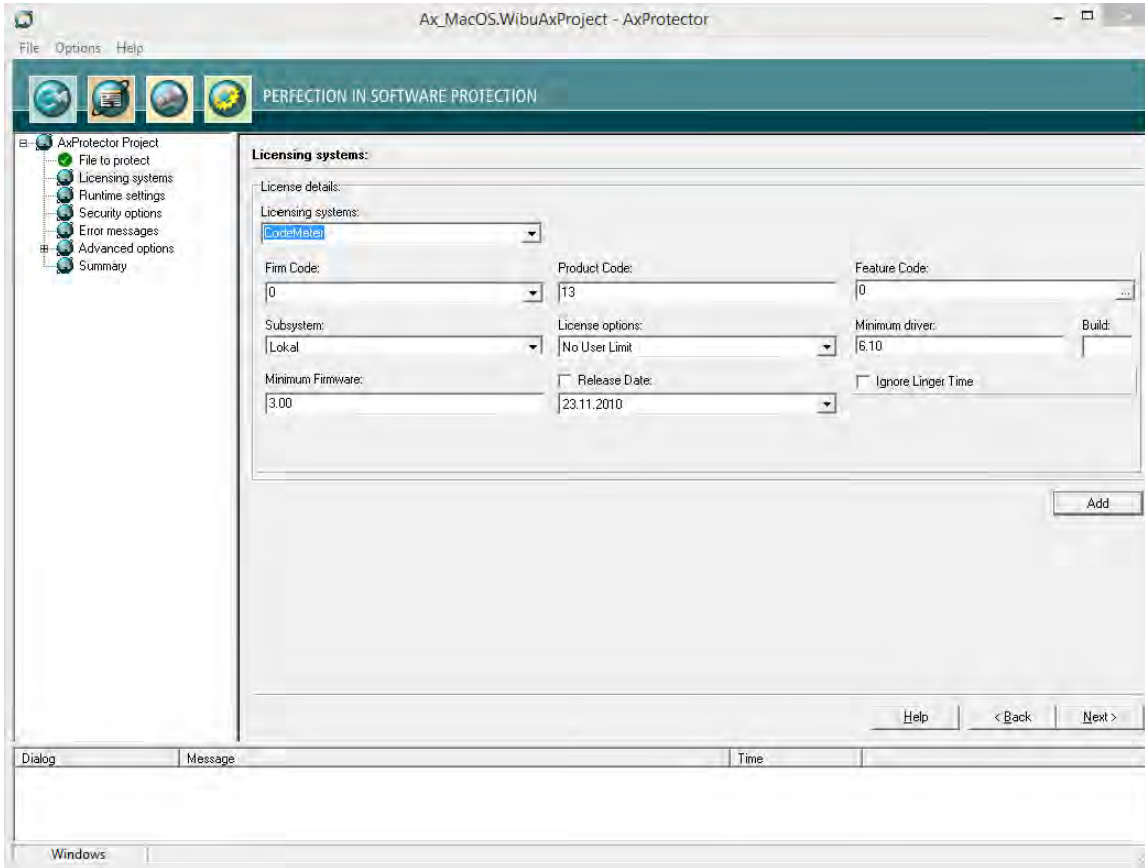 Ax_MacOS.WibuAxProject - AxProtector
File Options Help
PERFECTION IN SOFTWARE PROTECTION
AxProtector Project
File to protect
Licensing systems
Runtime settings
Security options
Error messages
Advanced options
Summary
Licensing systems:
License details:
Licensing systems:
CodeMeter
Firm Code: Product Code: Feature Code:
0 13 0 ...
Subsystem: License options: Minimum driver: Build:
Lokal No User Limit 6.10
Minimum Firmware: Release Date: Ignore Linger Time
3.00 23.11.2010
Add
Help < Back Next >
Dialog Message Time
Windows